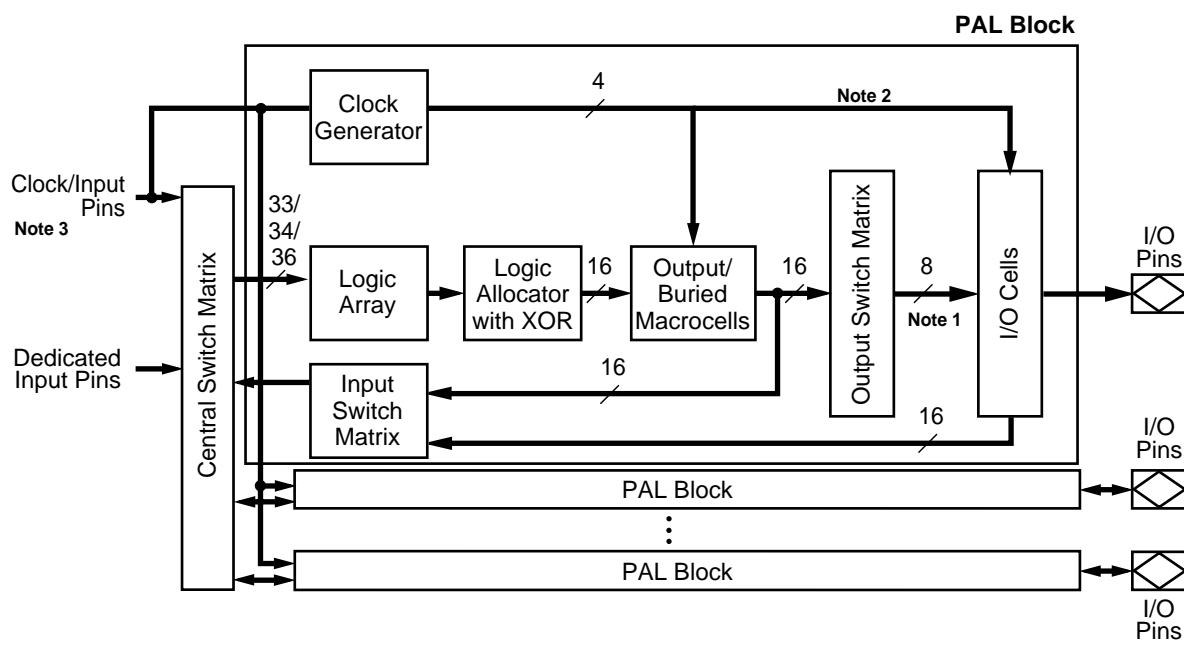 PAL Block
Clock
Generator
4
Note 2
Clock/Input
Pins
Note 3
Central Switch Matrix
33/
34/
36
Logic
Array
Logic
Allocator
with XOR
16
Output/
Buried
Macrocells
16
Output Switch Matrix
8
Note 1
I/O Cells
I/O
Pins
Dedicated
Input Pins
Input
Switch
Matrix
16
16
PAL Block
I/O
Pins
PAL Block
I/O
Pins